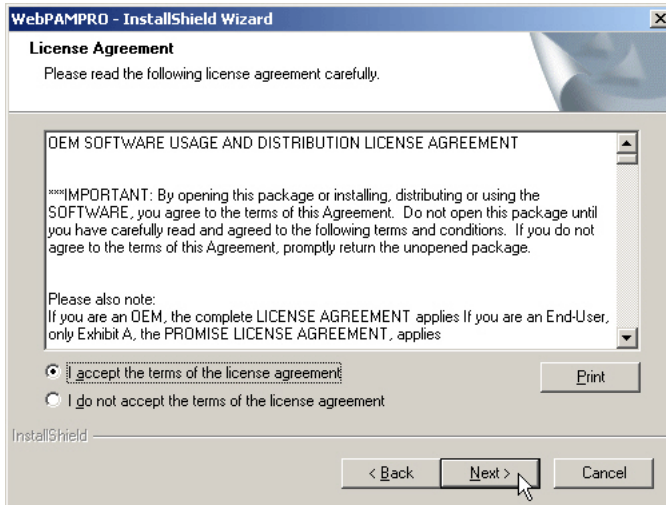 WebPAMPRO - InstallShield Wizard
License Agreement
Please read the following license agreement carefully.
OEM SOFTWARE USAGE AND DISTRIBUTION LICENSE AGREEMENT
***IMPORTANT: By opening this package or installing, distributing or using the
SOFTWARE, you agree to the terms of this Agreement. Do not open this package until
you have carefully read and agreed to the following terms and conditions. If you do not
agree to the terms of this Agreement, promptly return the unopened package.
Please also note:
If you are an OEM, the complete LICENSE AGREEMENT applies If you are an End-User,
only Exhibit A, the PROMISE LICENSE AGREEMENT, applies
I accept the terms of the license agreement
Print
I do not accept the terms of the license agreement
InstallShield
< Back
Next >
Cancel